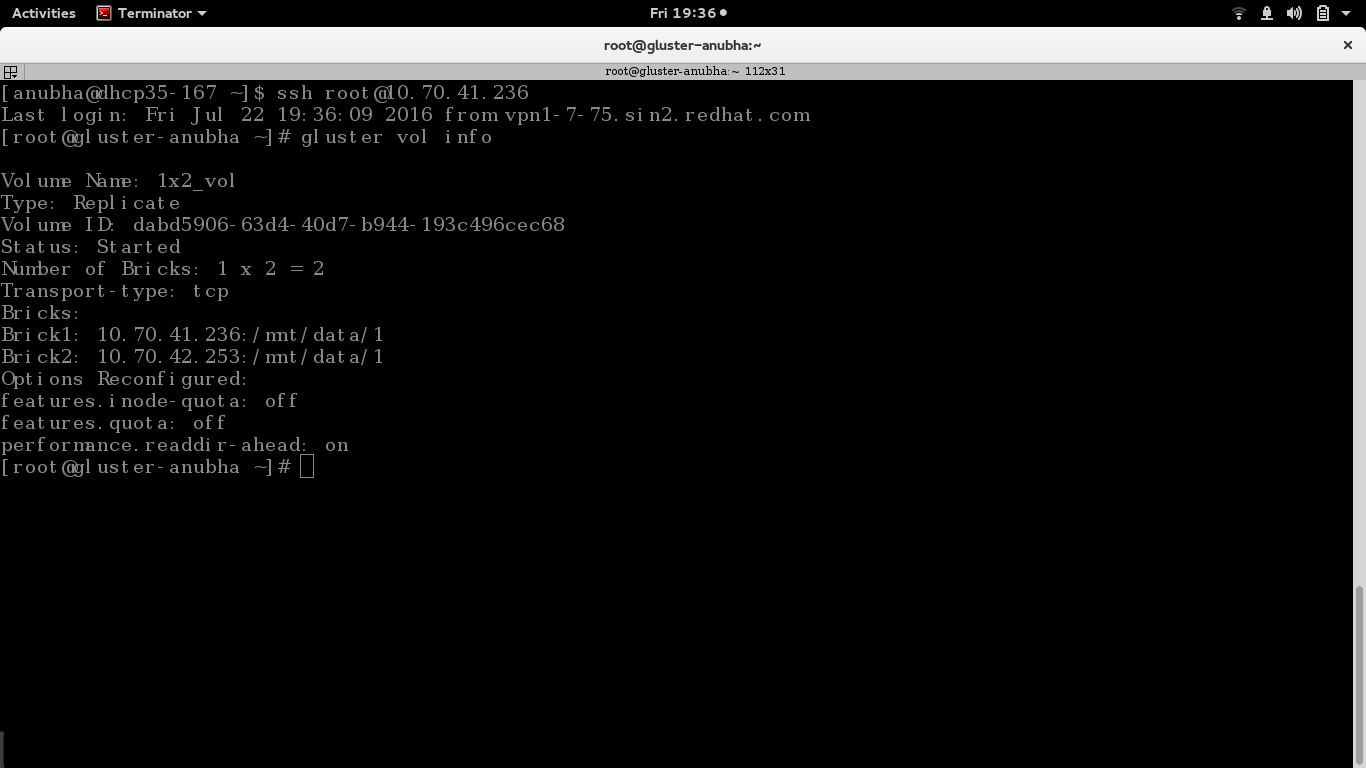 Activities Terminator Fri 19:36
root@gluster-anubha:~
root@gluster-anubha:~ 112x31
[anubha@dhcp35-167 ~]$ ssh root@10.70.41.236
Last login: Fri Jul 22 19:36:09 2016 from vpn1-7-75.sin2.redhat.com
[root@gluster-anubha ~]# gluster vol info
Volume Name: 1x2_vol
Type: Replicate
Volume ID: dabd5906-63d4-40d7-b944-193c496cec68
Status: Started
Number of Bricks: 1 x 2 = 2
Transport-type: tcp
Bricks:
Brick1: 10.70.41.236:/mnt/data/1
Brick2: 10.70.42.253:/mnt/data/1
Options Reconfigured:
features.inode-quota: off
features.quota: off
performance.readdir-ahead: on
[root@gluster-anubha ~]#